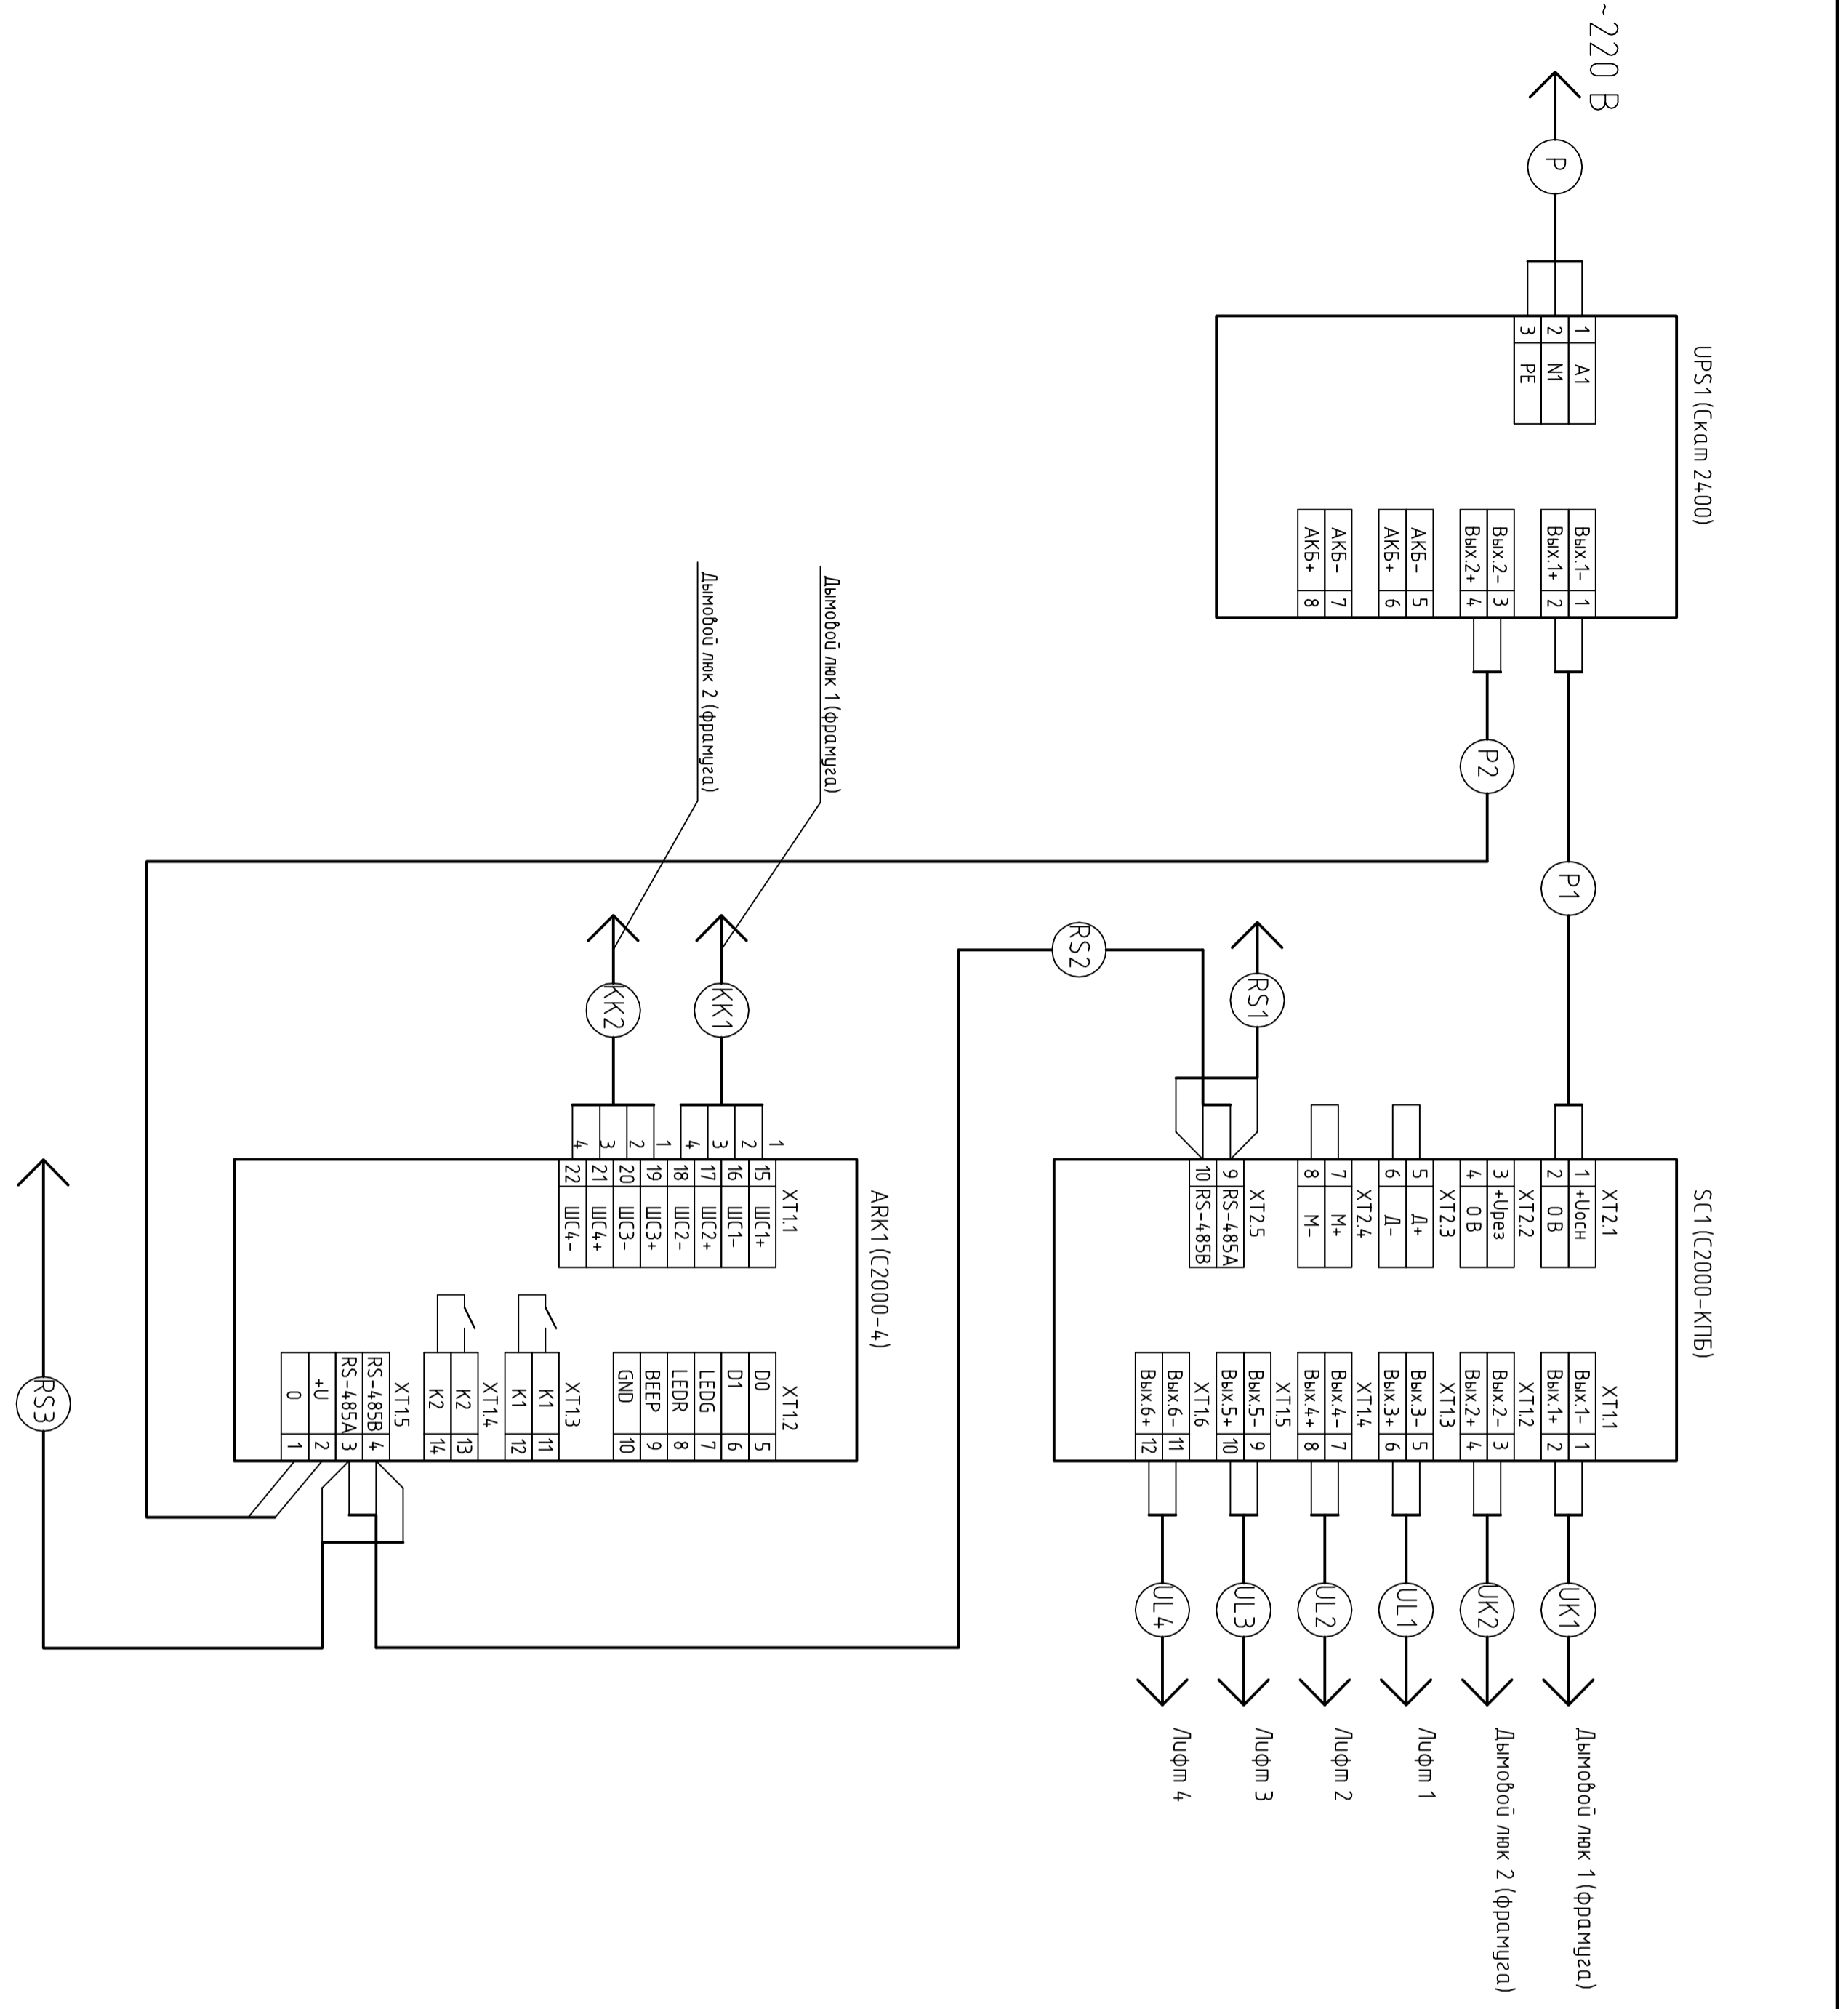 ~220 В
P
UPS1 (Скат 2400)
1 А1
2 N1
3 PE
Вых.1- 1
Вых.1+ 2
Вых.2- 3
Вых.2+ 4
АКБ- 5
АКБ+ 6
АКБ- 7
АКБ+ 8
P1
P2
SC1 (С2000-КПБ)
XT2.1
1 +Uосн
2 0 В
XT2.2
3 +Uрез
4 0 В
XT2.3
5 Д+
6 Д-
XT2.4
7 М+
8 М-
XT2.5
9 RS-485A
10 RS-485B
XT1.1
Вых.1- 1
Вых.1+ 2
XT1.2
Вых.2- 3
Вых.2+ 4
XT1.3
Вых.3- 5
Вых.3+ 6
XT1.4
Вых.4- 7
Вых.4+ 8
XT1.5
Вых.5- 9
Вых.5+ 10
XT1.6
Вых.6- 11
Вых.6+ 12
UK1
Дымовой люк 1 (фрамуга)
UK2
Дымовой люк 2 (фрамуга)
UL1
Лифт 1
UL2
Лифт 2
UL3
Лифт 3
UL4
Лифт 4
RS1
RS2
Дымовой люк 1 (фрамуга)
Дымовой люк 2 (фрамуга)
KK1
KK2
ARK1 (С2000-4)
XT1.1
1 15 ШС1+
2 16 ШС1-
3 17 ШС2+
4 18 ШС2-
1 19 ШС3+
2 20 ШС3-
3 21 ШС4+
4 22 ШС4-
XT1.2
D0 5
D1 6
LEDG 7
LEDR 8
BEEP 9
GND 10
XT1.3
К1 11
К1 12
XT1.4
К2 13
К2 14
XT1.5
RS-485B 4
RS-485A 3
+U 2
0 1
RS3